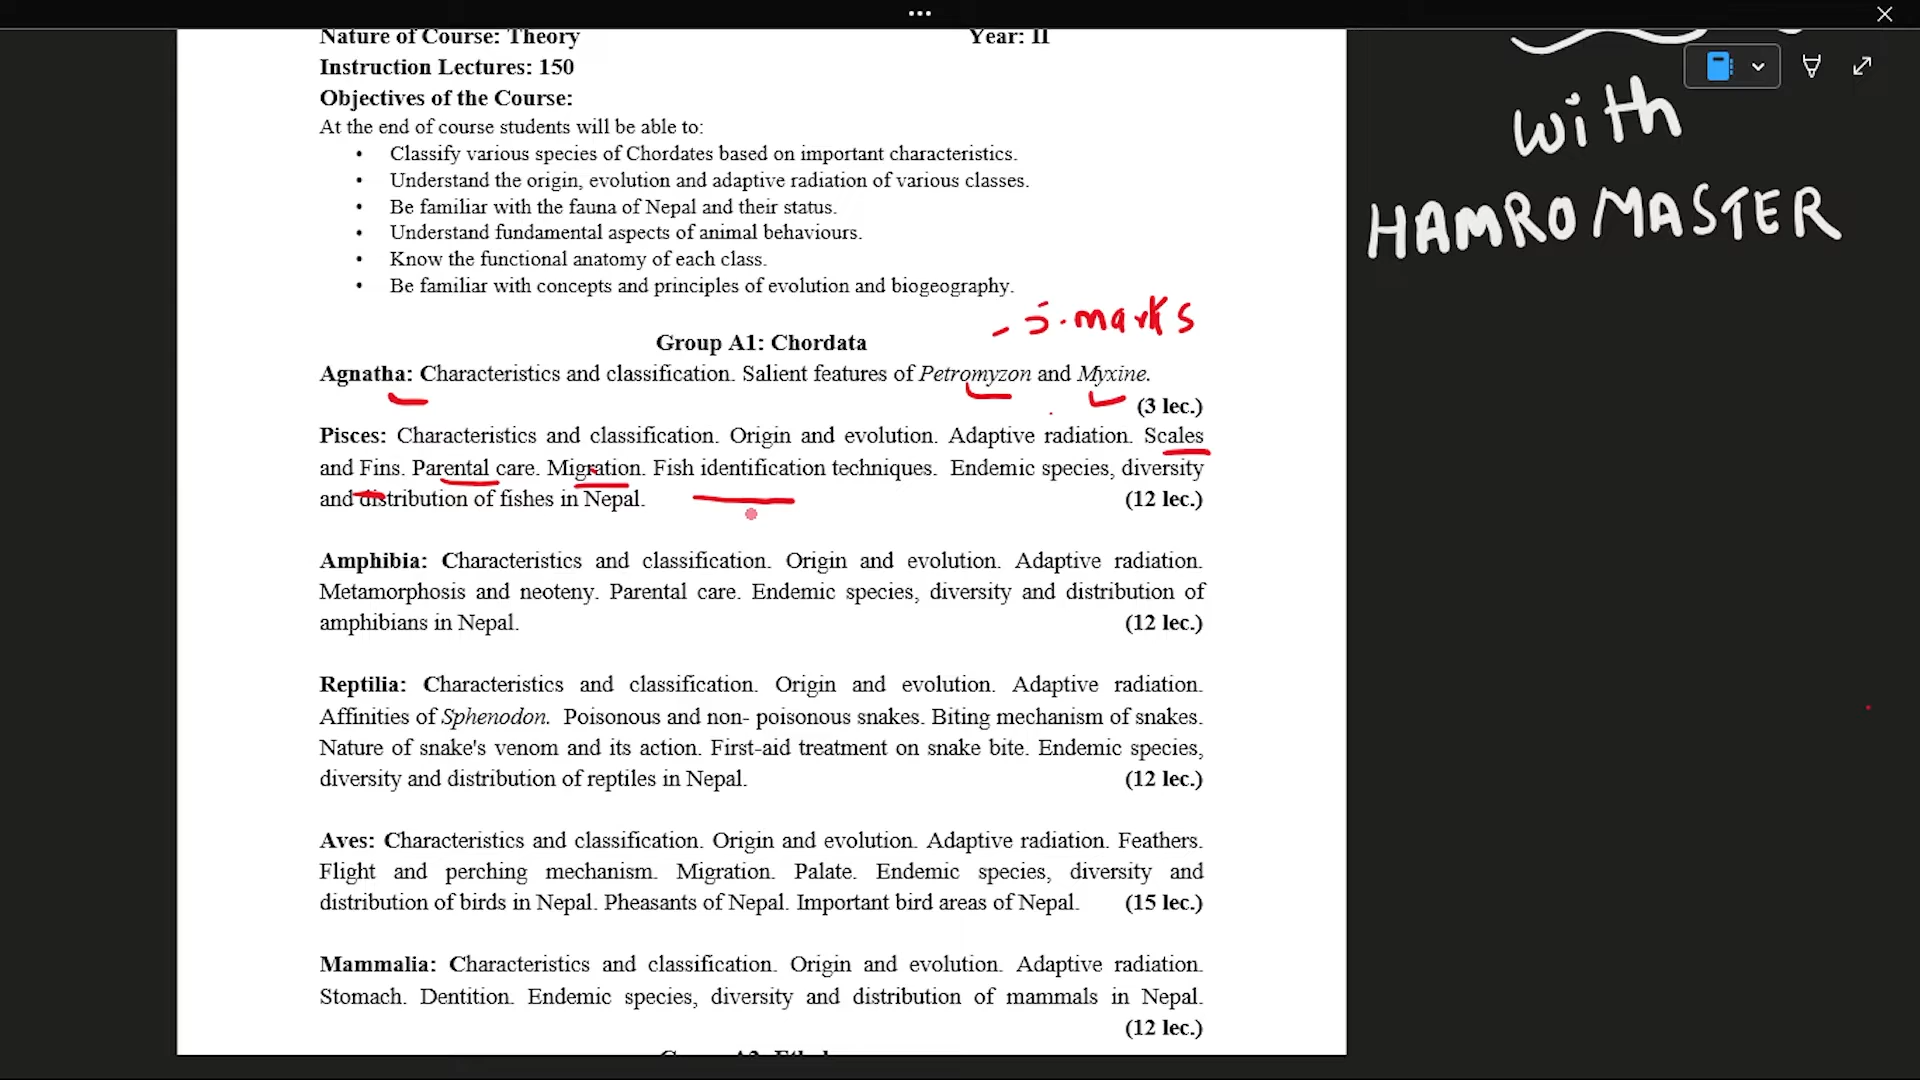 Nature of Course: Theory Year: II
Instruction Lectures: 150
Objectives of the Course:
At the end of course students will be able to:
• Classify various species of Chordates based on important characteristics.
• Understand the origin, evolution and adaptive radiation of various classes.
• Be familiar with the fauna of Nepal and their status.
• Understand fundamental aspects of animal behaviours.
• Know the functional anatomy of each class.
• Be familiar with concepts and principles of evolution and biogeography.
- 5.marks
Group A1: Chordata
Agnatha: Characteristics and classification. Salient features of Petromyzon and Myxine.
(3 lec.)
Pisces: Characteristics and classification. Origin and evolution. Adaptive radiation. Scales
and Fins. Parental care. Migration. Fish identification techniques. Endemic species, diversity
and distribution of fishes in Nepal. (12 lec.)
Amphibia: Characteristics and classification. Origin and evolution. Adaptive radiation.
Metamorphosis and neoteny. Parental care. Endemic species, diversity and distribution of
amphibians in Nepal. (12 lec.)
Reptilia: Characteristics and classification. Origin and evolution. Adaptive radiation.
Affinities of Sphenodon. Poisonous and non- poisonous snakes. Biting mechanism of snakes.
Nature of snake's venom and its action. First-aid treatment on snake bite. Endemic species,
diversity and distribution of reptiles in Nepal. (12 lec.)
Aves: Characteristics and classification. Origin and evolution. Adaptive radiation. Feathers.
Flight and perching mechanism. Migration. Palate. Endemic species, diversity and
distribution of birds in Nepal. Pheasants of Nepal. Important bird areas of Nepal. (15 lec.)
Mammalia: Characteristics and classification. Origin and evolution. Adaptive radiation.
Stomach. Dentition. Endemic species, diversity and distribution of mammals in Nepal.
(12 lec.)
with
HAMRO MASTER